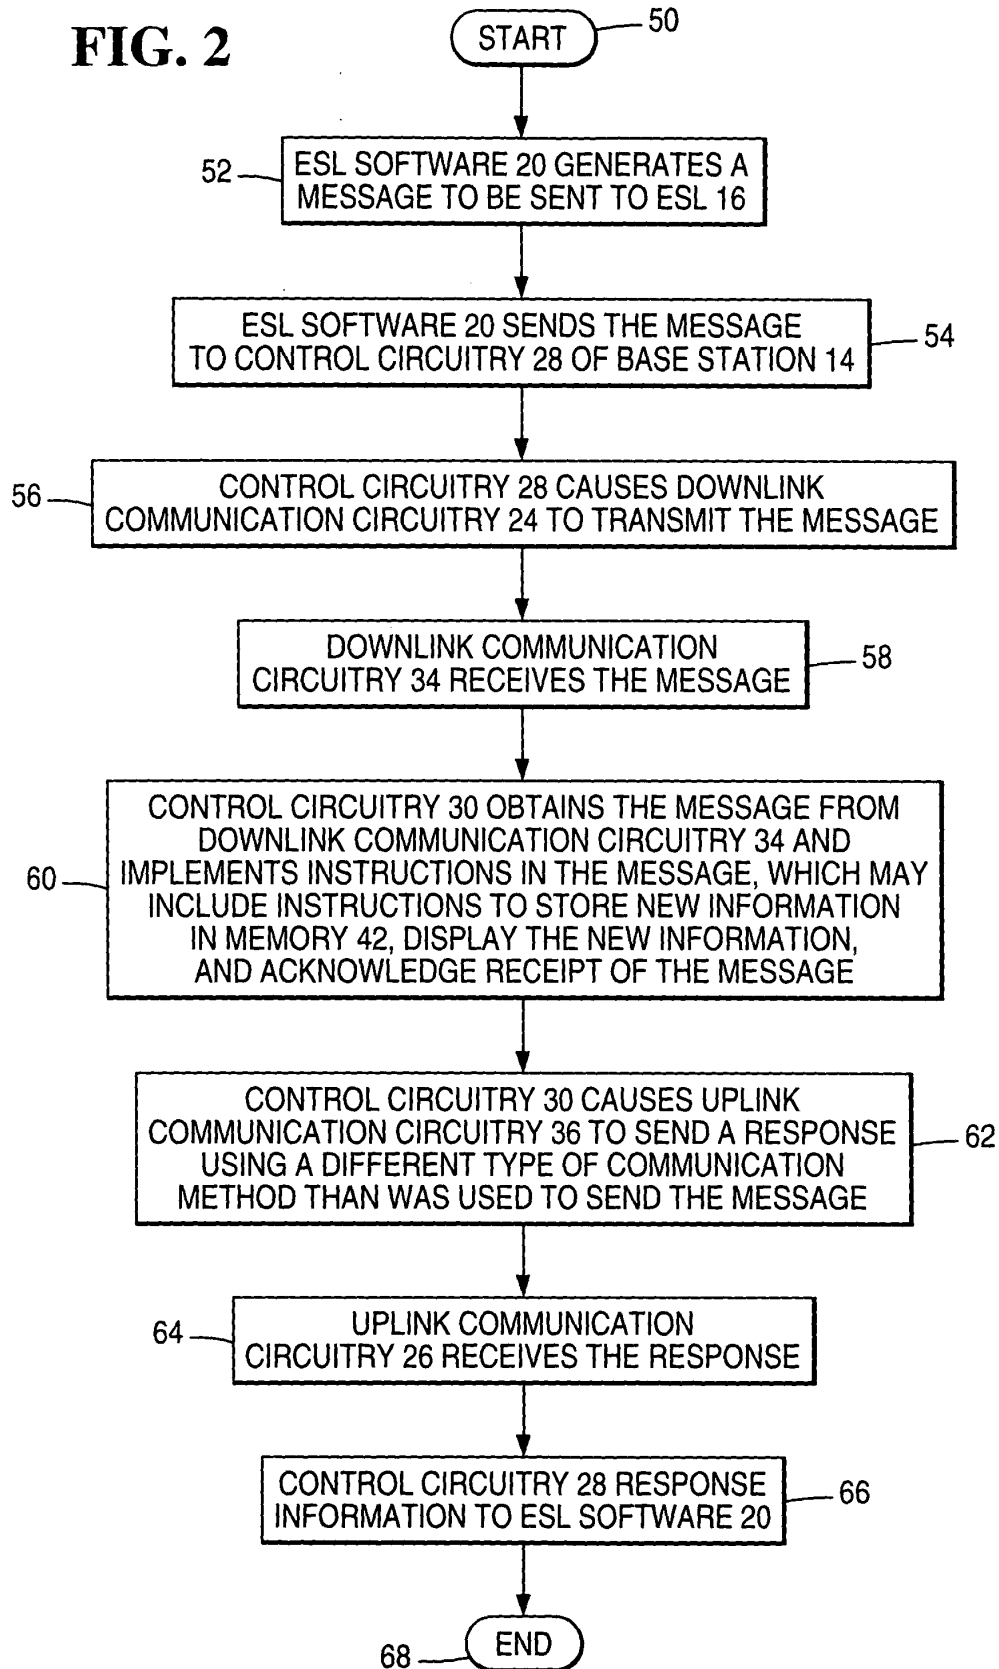 FIG. 2
START
50
52
ESL SOFTWARE 20 GENERATES A
MESSAGE TO BE SENT TO ESL 16
ESL SOFTWARE 20 SENDS THE MESSAGE
TO CONTROL CIRCUITRY 28 OF BASE STATION 14
54
56
CONTROL CIRCUITRY 28 CAUSES DOWNLINK
COMMUNICATION CIRCUITRY 24 TO TRANSMIT THE MESSAGE
DOWNLINK COMMUNICATION
CIRCUITRY 34 RECEIVES THE MESSAGE
58
60
CONTROL CIRCUITRY 30 OBTAINS THE MESSAGE FROM
DOWNLINK COMMUNICATION CIRCUITRY 34 AND
IMPLEMENTS INSTRUCTIONS IN THE MESSAGE, WHICH MAY
INCLUDE INSTRUCTIONS TO STORE NEW INFORMATION
IN MEMORY 42, DISPLAY THE NEW INFORMATION,
AND ACKNOWLEDGE RECEIPT OF THE MESSAGE
CONTROL CIRCUITRY 30 CAUSES UPLINK
COMMUNICATION CIRCUITRY 36 TO SEND A RESPONSE
USING A DIFFERENT TYPE OF COMMUNICATION
METHOD THAN WAS USED TO SEND THE MESSAGE
62
64
UPLINK COMMUNICATION
CIRCUITRY 26 RECEIVES THE RESPONSE
CONTROL CIRCUITRY 28 RESPONSE
INFORMATION TO ESL SOFTWARE 20
66
END
68